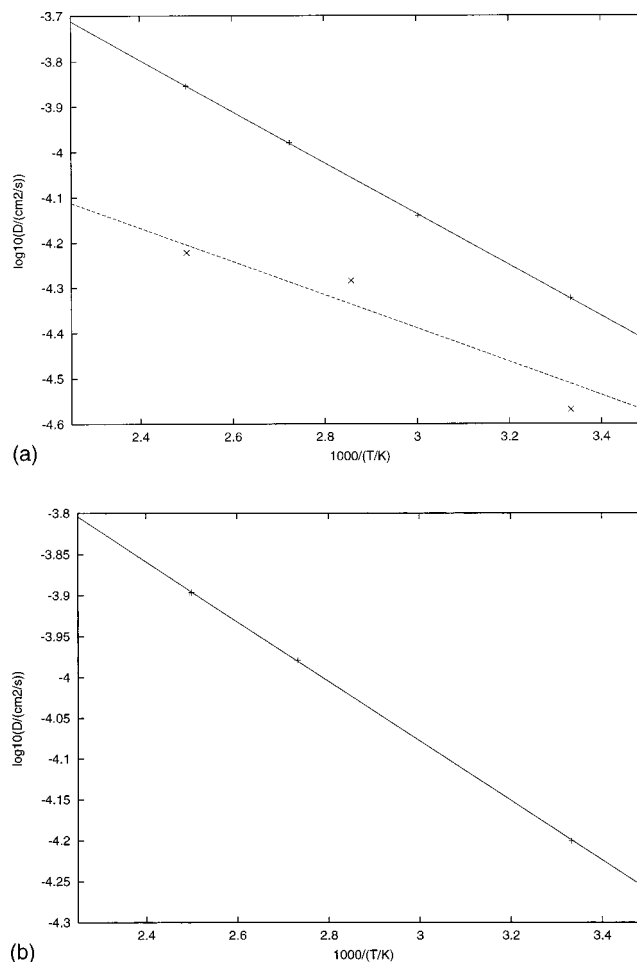 -3.7
-3.8
-3.9
-4
-4.1
-4.2
-4.3
-4.4
-4.5
-4.6
log10(D/(cm2/s))
2.4 2.6 2.8 3 3.2 3.4
1000/(T/K)
(a)
-3.8
-3.85
-3.9
-3.95
-4
-4.05
-4.1
-4.15
-4.2
-4.25
-4.3
log10(D/(cm2/s))
2.4 2.6 2.8 3 3.2 3.4
1000/(T/K)
(b)